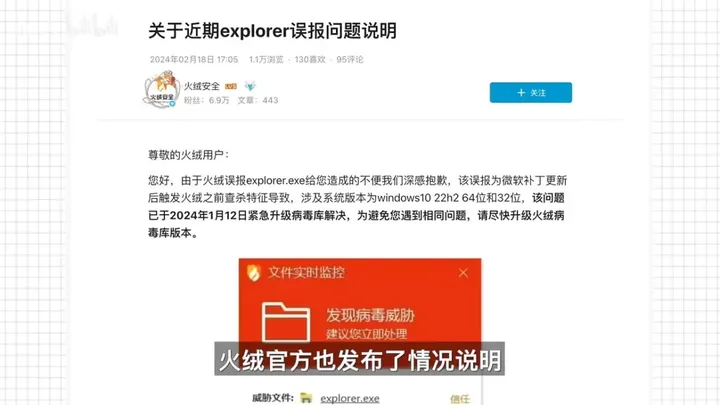 关于近期explorer误报问题说明
2024年02月18日 17:05 1.1万浏览 · 130喜欢 · 95评论
火绒安全 LV5
粉丝：6.9万 文章：443
+ 关注
火绒安全
尊敬的火绒用户：
您好，由于火绒误报explorer.exe给您造成的不便我们深感抱歉，该误报为微软补丁更新
后触发火绒之前查杀特征导致，涉及系统版本为windows10 22h2 64位和32位，该问题
已于2024年1月12日紧急升级病毒库解决，为避免您遇到相同问题，请尽快升级火绒病
毒库版本。
文件实时监控
发现病毒威胁
建议您立即处理
火绒官方也发布了情况说明
威胁文件： explorer.exe 信任